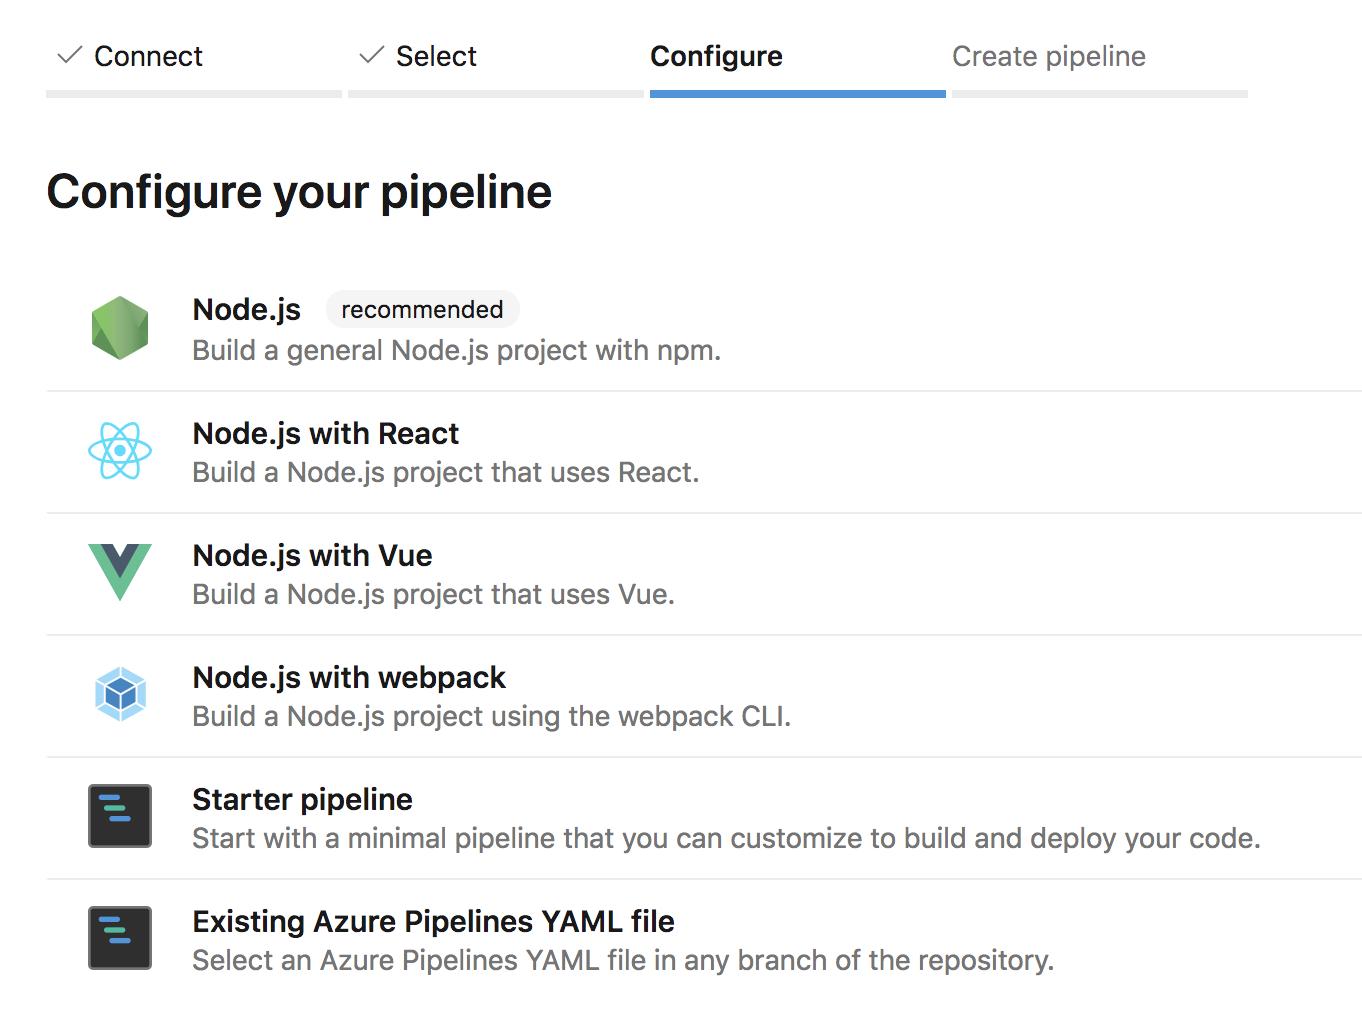 Connect Select Configure Create pipeline
Configure your pipeline
Node.js recommended
Build a general Node.js project with npm.
Node.js with React
Build a Node.js project that uses React.
Node.js with Vue
Build a Node.js project that uses Vue.
Node.js with webpack
Build a Node.js project using the webpack CLI.
Starter pipeline
Start with a minimal pipeline that you can customize to build and deploy your code.
Existing Azure Pipelines YAML file
Select an Azure Pipelines YAML file in any branch of the repository.